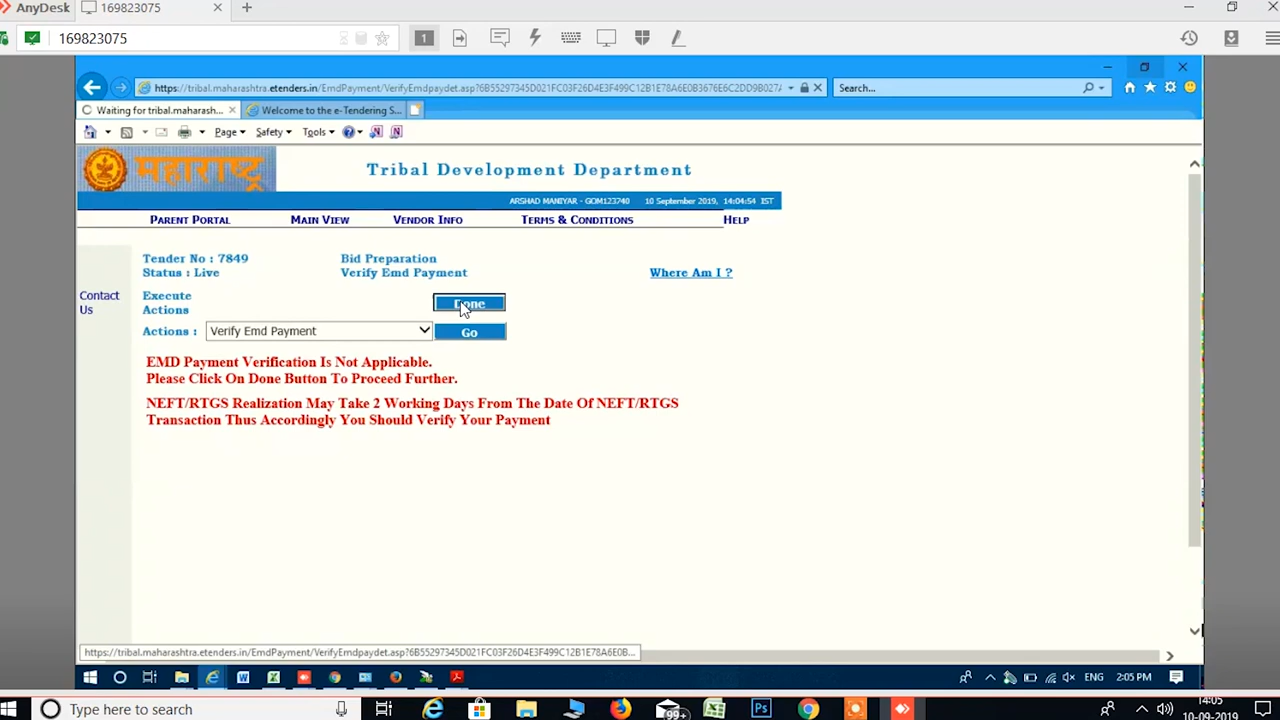 AnyDesk
169823075
169823075
1
https://tribal.maharashtra.etenders.in/EmdPayment/VerifyEmdpaydet.asp?6B55297345D021FC03F26D4E3F499C12B1E78A6E0B3676E6C2DD9B027
Search...
Waiting for tribal.maharash...
Welcome to the e-Tendering S...
Page
Safety
Tools
महाराष्ट्र
Tribal Development Department
ARSHAD MANIYAR - GOM123740 10 September 2019, 14:04:54 IST
PARENT PORTAL MAIN VIEW VENDOR INFO TERMS & CONDITIONS HELP
Tender No : 7849 Bid Preparation
Status : Live Verify Emd Payment Where Am I ?
Contact Us
Execute Actions
Done
Actions : Verify Emd Payment Go
EMD Payment Verification Is Not Applicable.
Please Click On Done Button To Proceed Further.
NEFT/RTGS Realization May Take 2 Working Days From The Date Of NEFT/RTGS
Transaction Thus Accordingly You Should Verify Your Payment
https://tribal.maharashtra.etenders.in/EmdPayment/VerifyEmdpaydet.asp?6B55297345D021FC03F26D4E3F499C12B1E78A6E0B...
ENG 2:05 PM
Type here to search
99+
14:05
10-09-2019